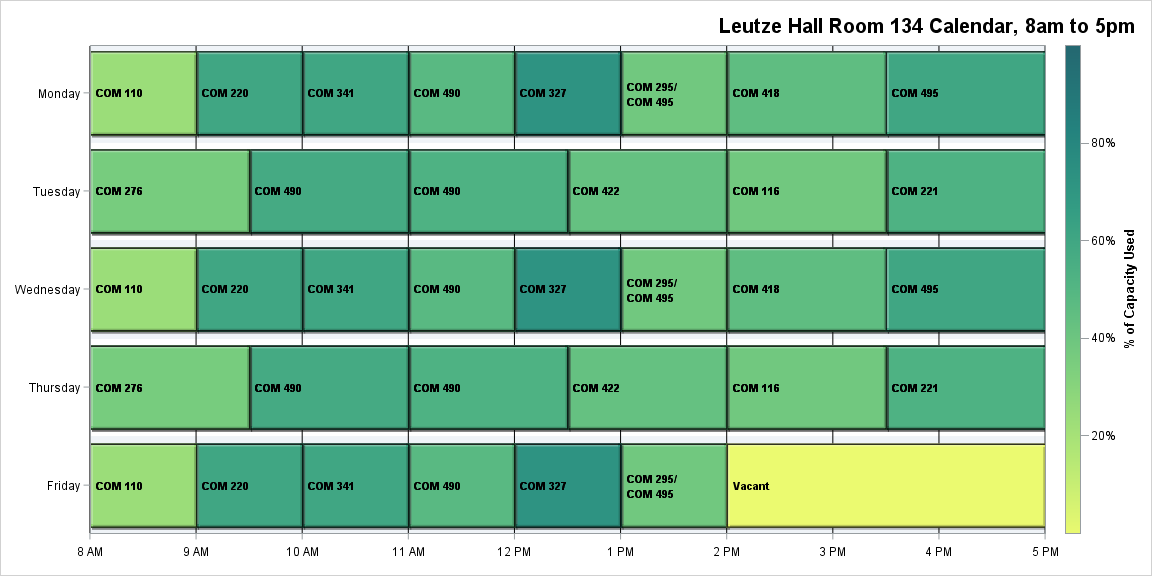 Leutze Hall Room 134 Calendar, 8am to 5pm
Monday
COM 110
COM 220
COM 341
COM 490
COM 327
COM 295/
COM 495
COM 418
COM 495
Tuesday
COM 276
COM 490
COM 490
COM 422
COM 116
COM 221
Wednesday
COM 110
COM 220
COM 341
COM 490
COM 327
COM 295/
COM 495
COM 418
COM 495
Thursday
COM 276
COM 490
COM 490
COM 422
COM 116
COM 221
Friday
COM 110
COM 220
COM 341
COM 490
COM 327
COM 295/
COM 495
Vacant
8 AM
9 AM
10 AM
11 AM
12 PM
1 PM
2 PM
3 PM
4 PM
5 PM
80%
60%
40%
20%
% of Capacity Used